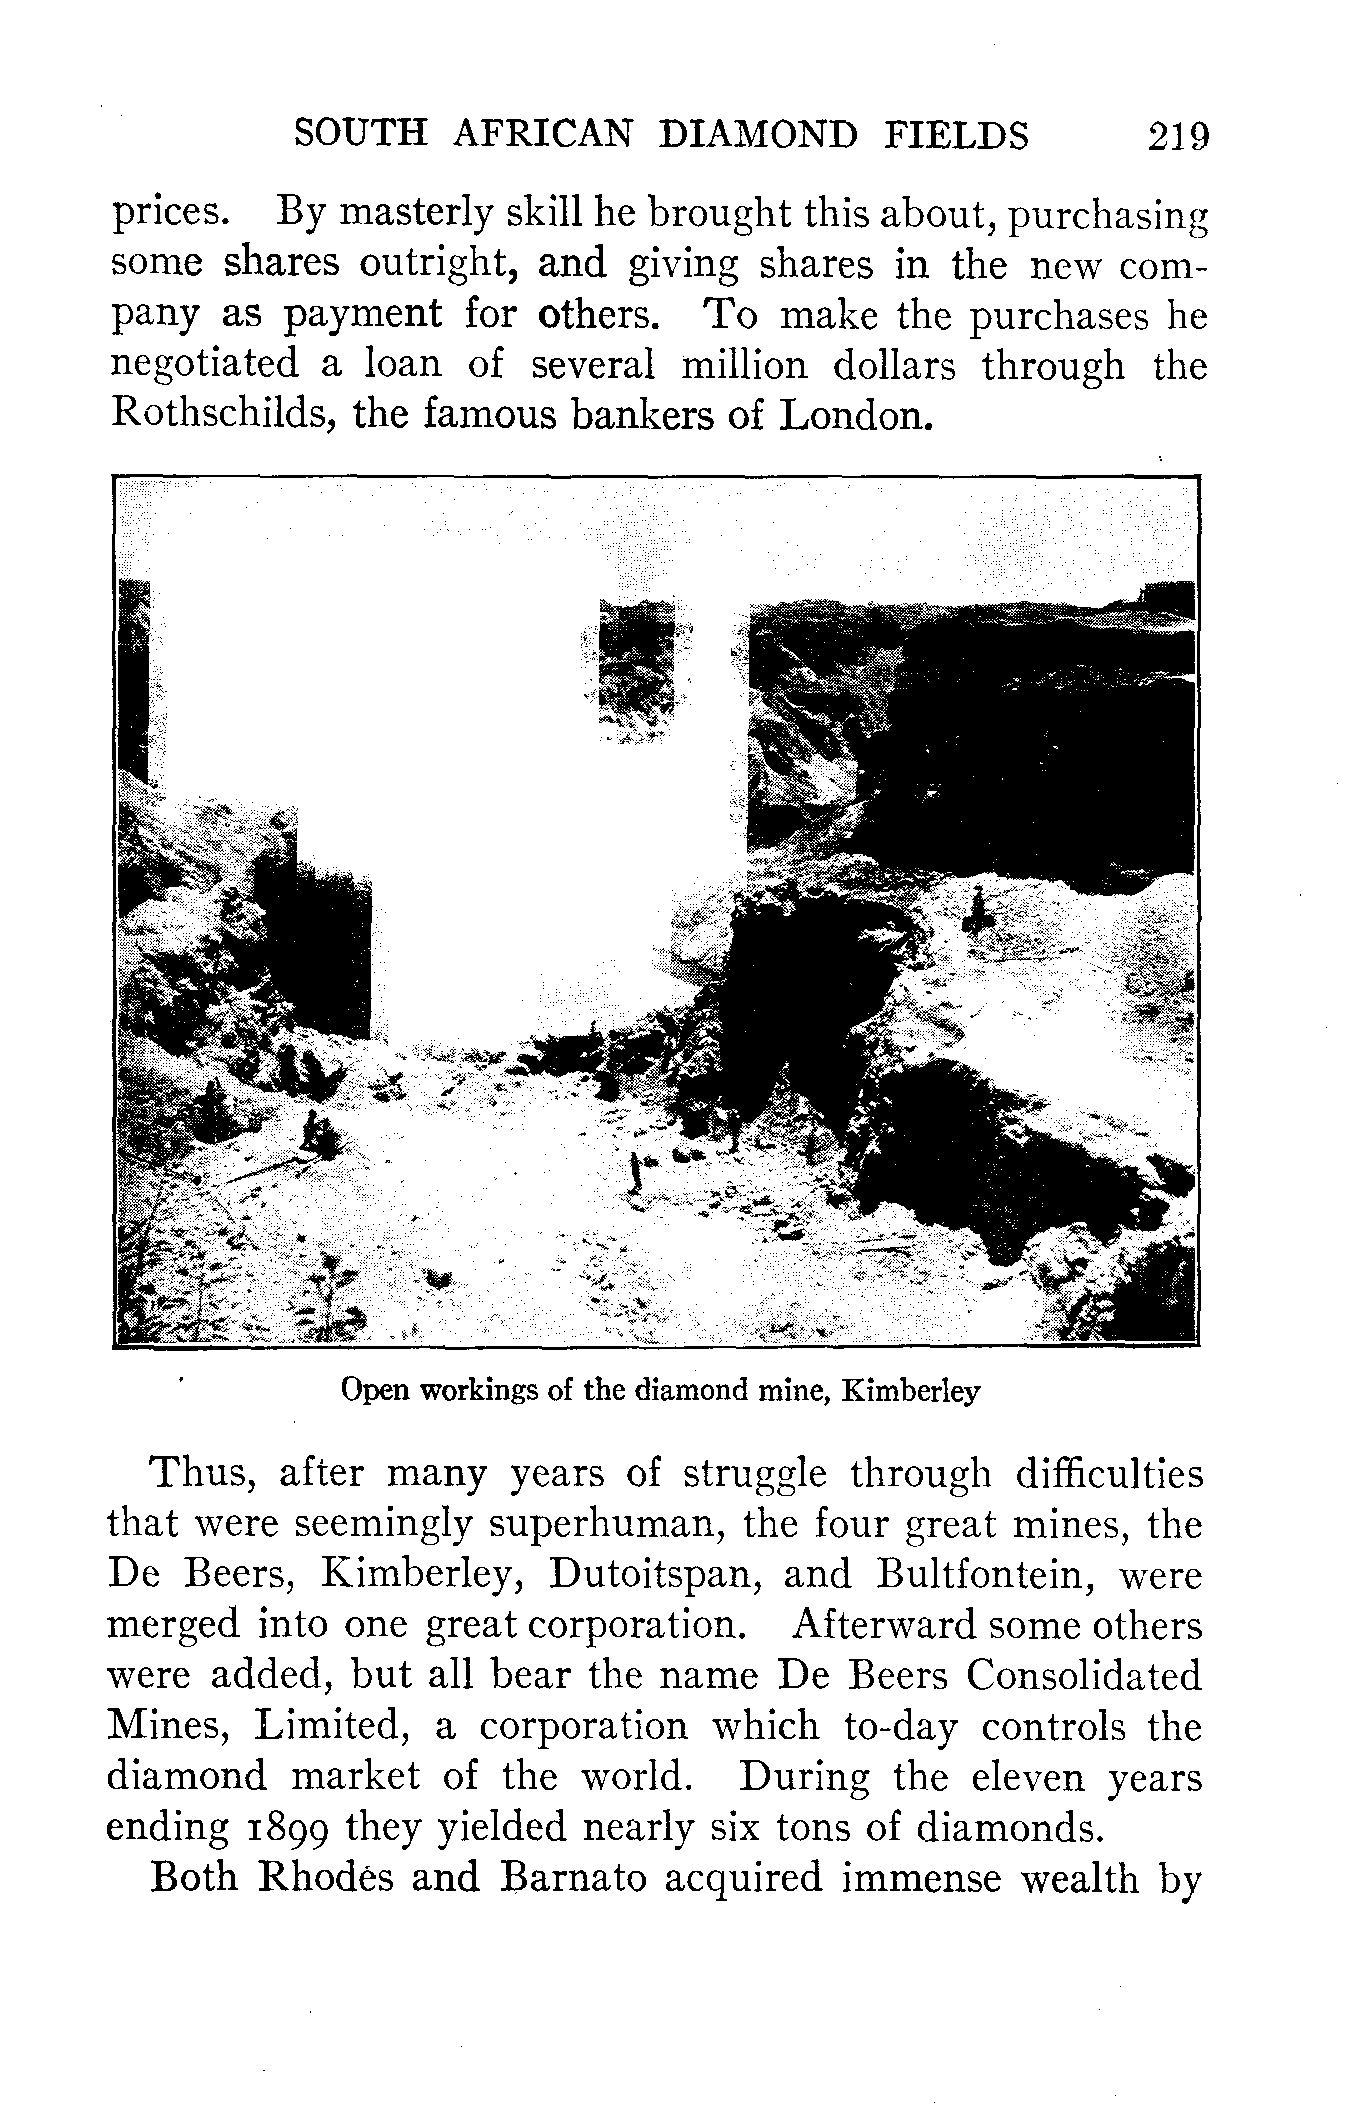 SOUTH AFRICAN DIAMOND FIELDS 219
prices. By masterly skill he brought this about, purchasing
some shares outright, and giving shares in the new com-
pany as payment for others. To make the purchases he
negotiated a loan of several million dollars through the
Rothschilds, the famous bankers of London.
Open workings of the diamond mine, Kimberley
Thus, after many years of struggle through difficulties
that were seemingly superhuman, the four great mines, the
De Beers, Kimberley, Dutoitspan, and Bultfontein, were
merged into one great corporation. Afterward some others
were added, but all bear the name De Beers Consolidated
Mines, Limited, a corporation which to-day controls the
diamond market of the world. During the eleven years
ending 1899 they yielded nearly six tons of diamonds.
Both Rhodes and Barnato acquired immense wealth by